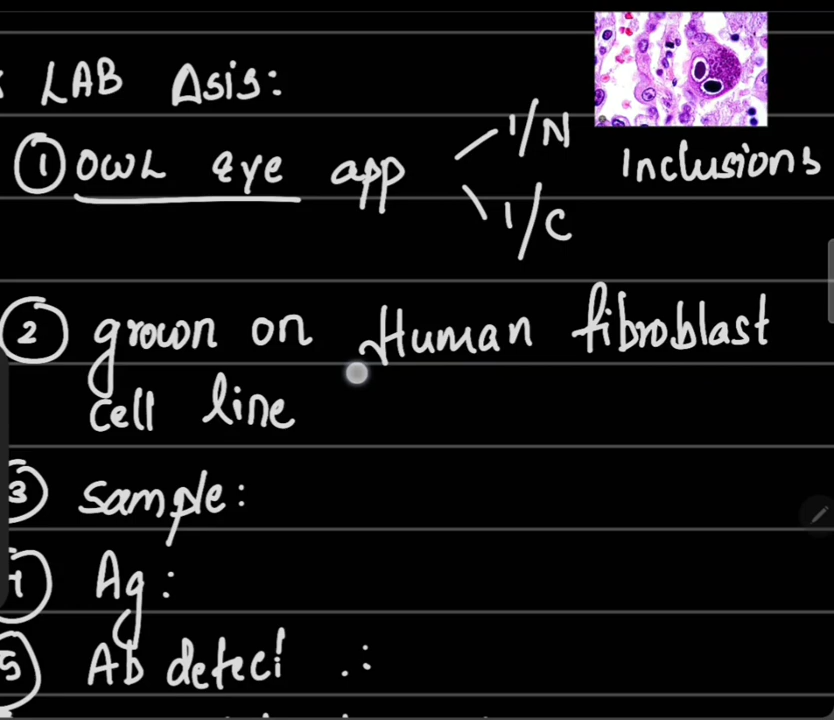 LAB Δsis:
① OWL eye app
I/N
I/C
Inclusions
② grown on Human fibroblast
cell line
③ sample:
④ Ag:
⑤ Ab detec! .: